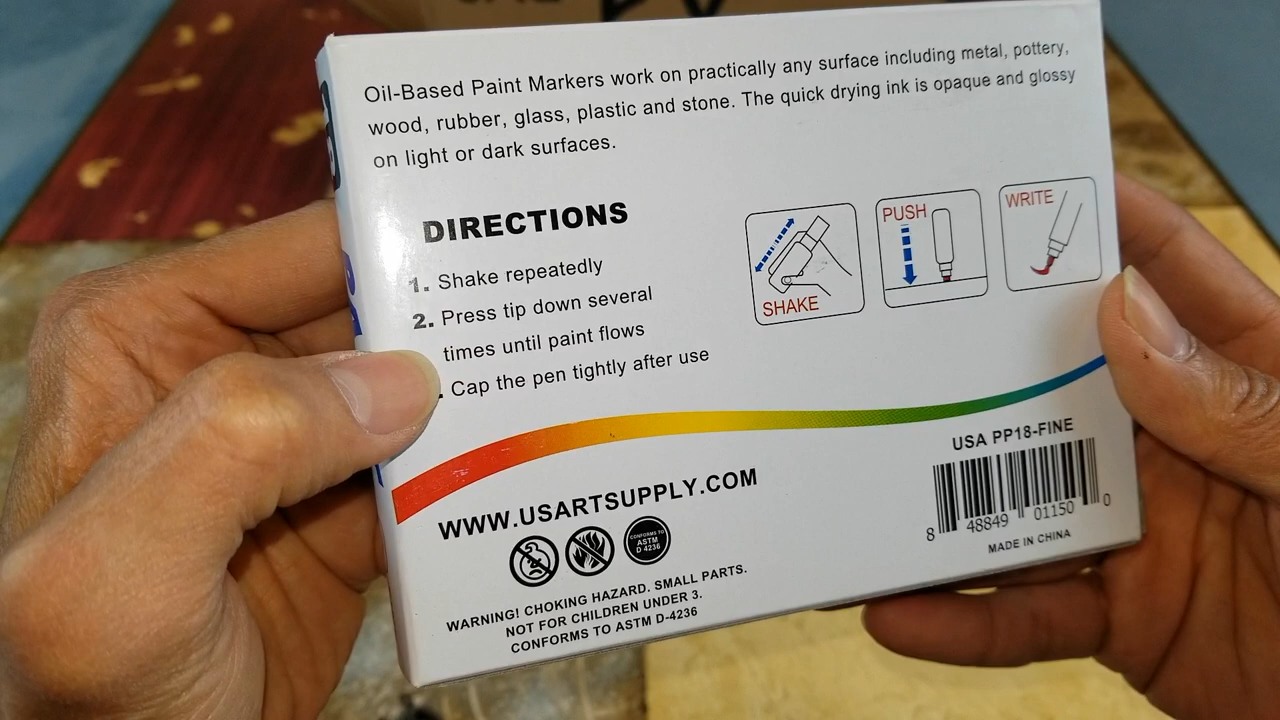 Oil-Based Paint Markers work on practically any surface including metal, pottery,
wood, rubber, glass, plastic and stone. The quick drying ink is opaque and glossy
on light or dark surfaces.
DIRECTIONS
1. Shake repeatedly
2. Press tip down several
times until paint flows
. Cap the pen tightly after use
SHAKE
PUSH
WRITE
USA PP18-FINE
8 48849 01150 0
MADE IN CHINA
WWW.USARTSUPPLY.COM
CONFORMS TO
ASTM
D 4236
WARNING! CHOKING HAZARD. SMALL PARTS.
NOT FOR CHILDREN UNDER 3.
CONFORMS TO ASTM D-4236